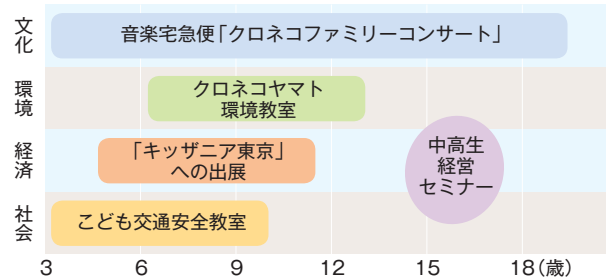 文化
音楽宅急便「クロネコファミリーコンサート」
環境
クロネコヤマト
環境教室
経済
「キッザニア東京」
への出展
中高生
経営
セミナー
社会
こども交通安全教室
3 6 9 12 15 18(歳)